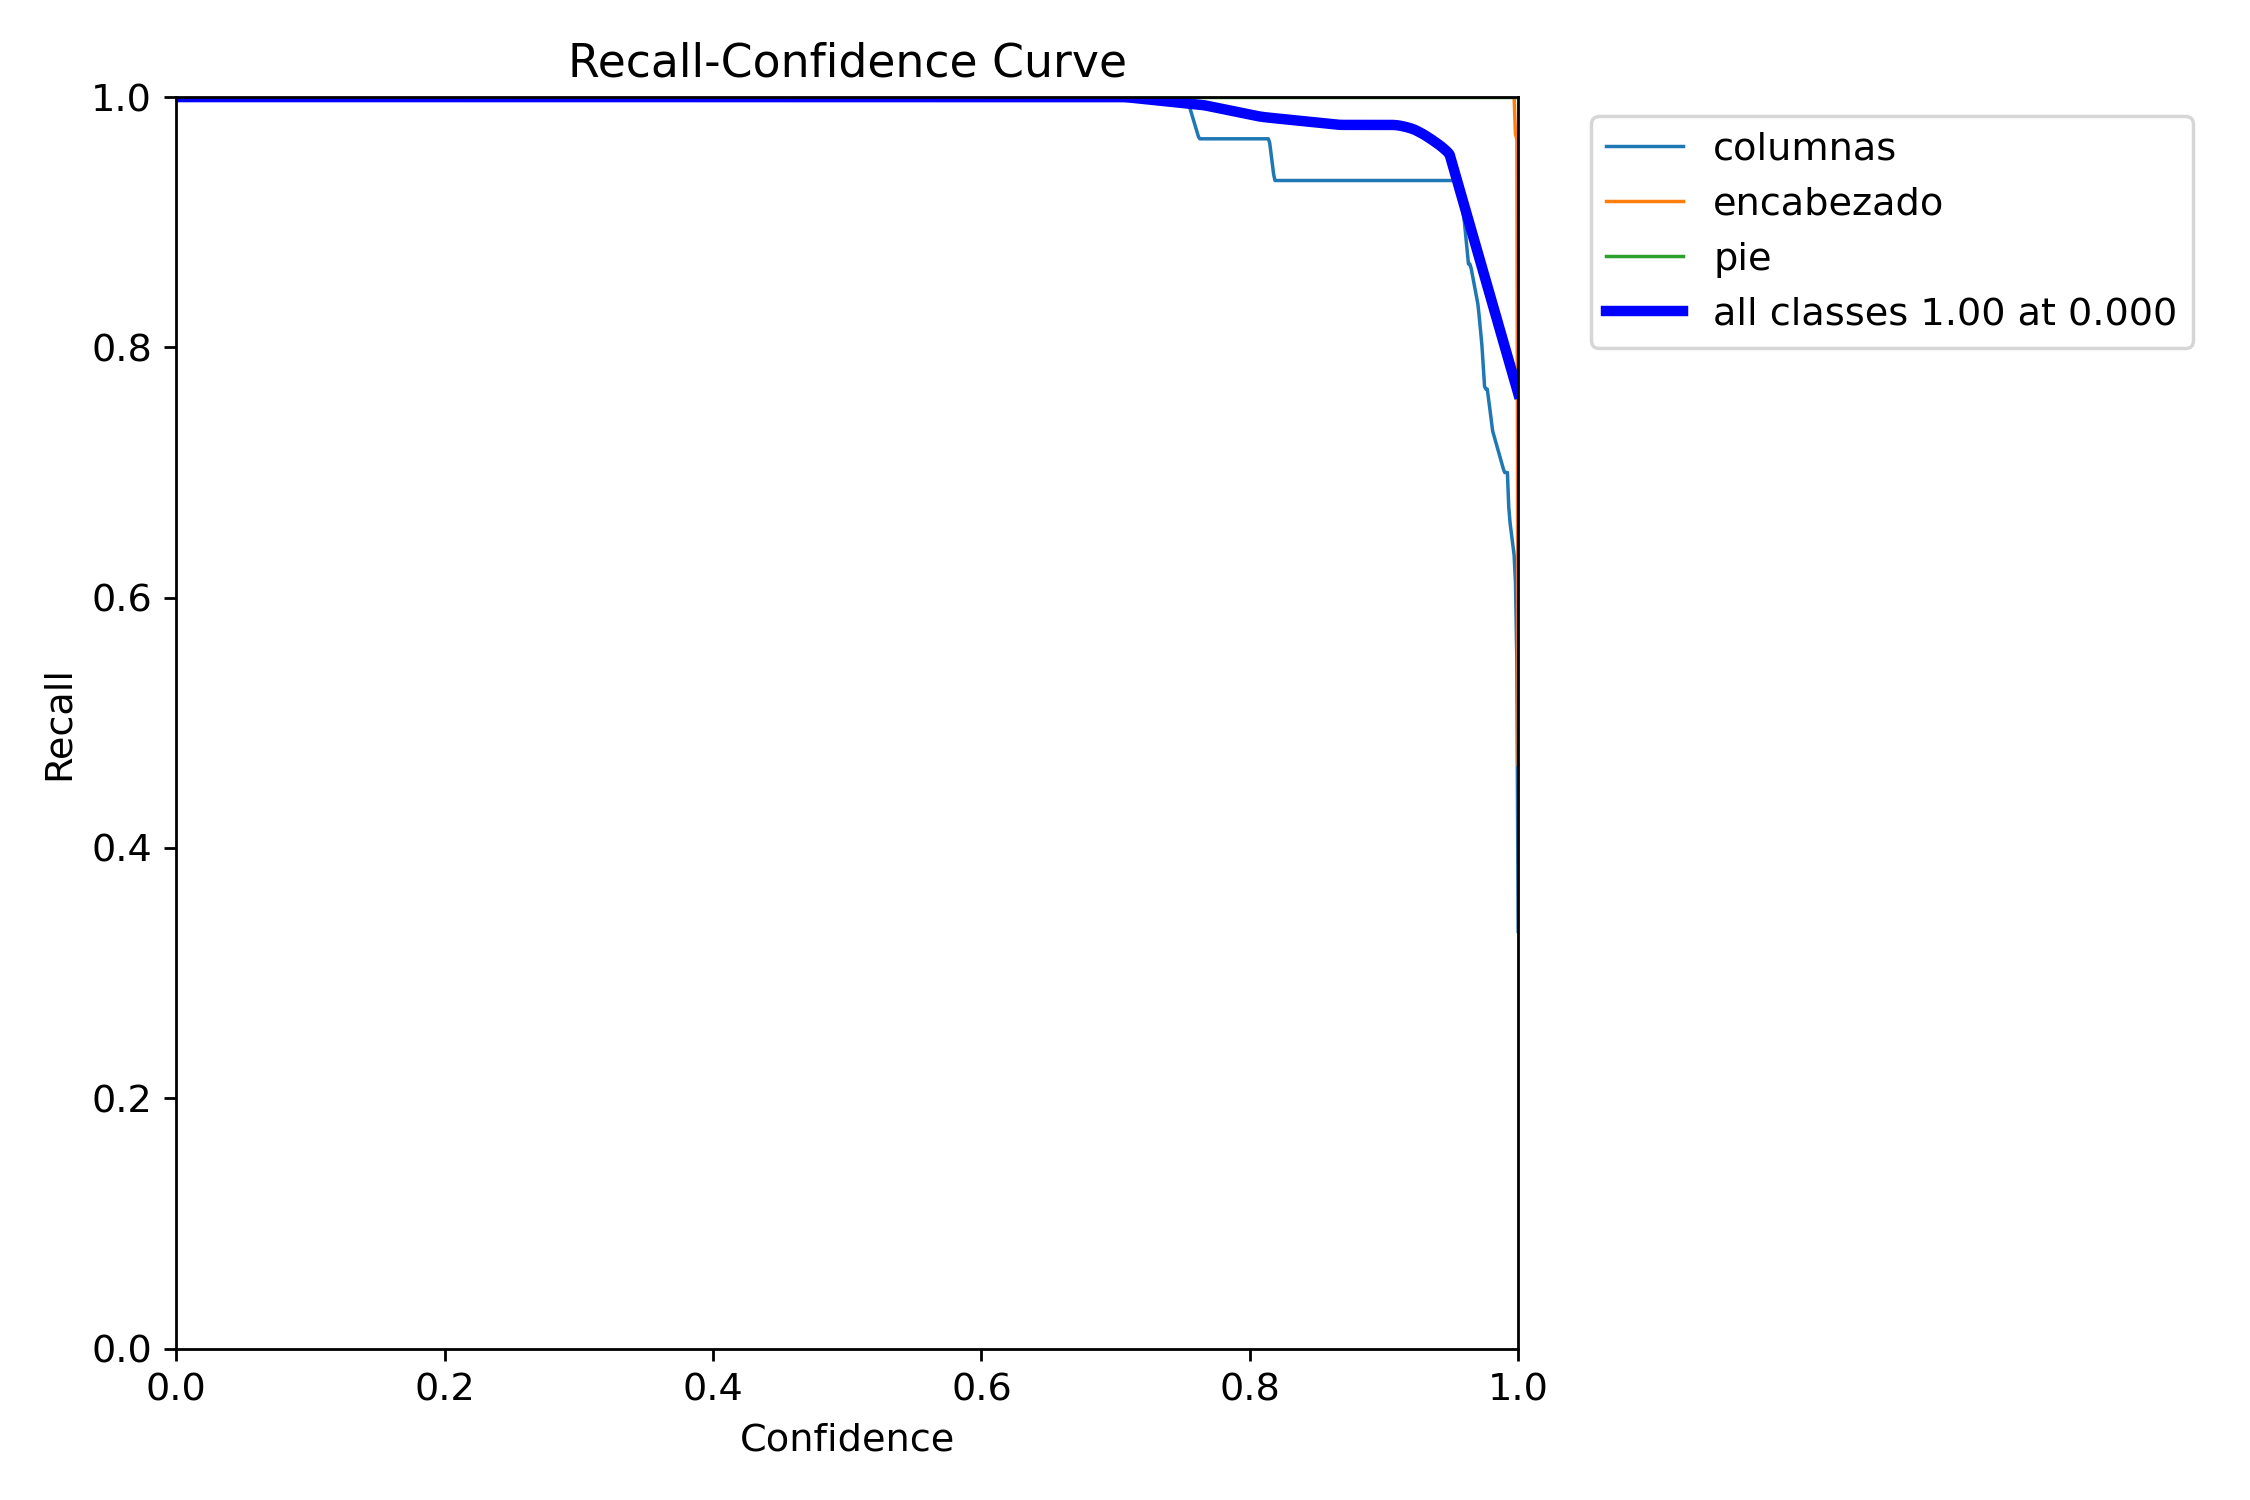 Recall-Confidence Curve
1.0
0.8
0.6
0.4
0.2
0.0
Recall
0.0 0.2 0.4 0.6 0.8 1.0
Confidence
columnas
encabezado
pie
all classes 1.00 at 0.000